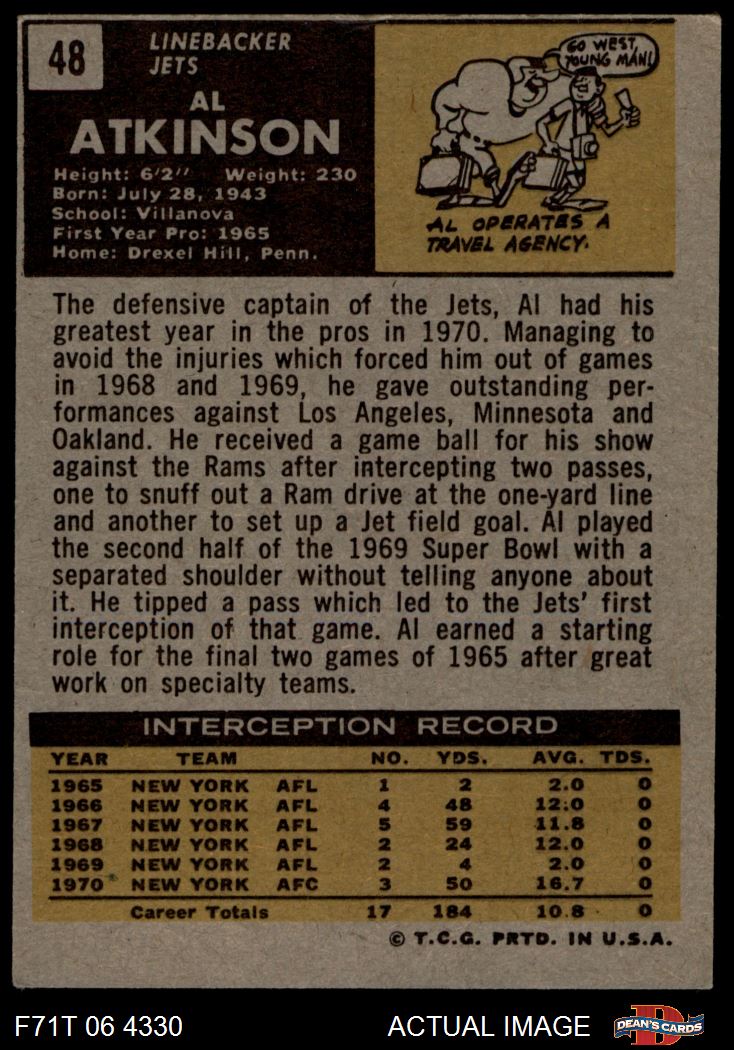 48
LINEBACKER
JETS
AL
ATKINSON
Height: 6'2" Weight: 230
Born: July 28, 1943
School: Villanova
First Year Pro: 1965
Home: Drexel Hill, Penn.
GO WEST,
YOUNG MAN!
AL OPERATES A
TRAVEL AGENCY.
The defensive captain of the Jets, Al had his
greatest year in the pros in 1970. Managing to
avoid the injuries which forced him out of games
in 1968 and 1969, he gave outstanding per-
formances against Los Angeles, Minnesota and
Oakland. He received a game ball for his show
against the Rams after intercepting two passes,
one to snuff out a Ram drive at the one-yard line
and another to set up a Jet field goal. Al played
the second half of the 1969 Super Bowl with a
separated shoulder without telling anyone about
it. He tipped a pass which led to the Jets' first
interception of that game. Al earned a starting
role for the final two games of 1965 after great
work on specialty teams.
INTERCEPTION RECORD
YEAR TEAM NO. YDS. AVG. TDS.
1965 NEW YORK AFL 1 2 2.0 0
1966 NEW YORK AFL 4 48 12.0 0
1967 NEW YORK AFL 5 59 11.8 0
1968 NEW YORK AFL 2 24 12.0 0
1969 NEW YORK AFL 2 4 2.0 0
1970 NEW YORK AFC 3 50 16.7 0
Career Totals 17 184 10.8 0
© T.C.G. PRTD. IN U.S.A.
F71T 06 4330 ACTUAL IMAGE D DEAN'S CARDS